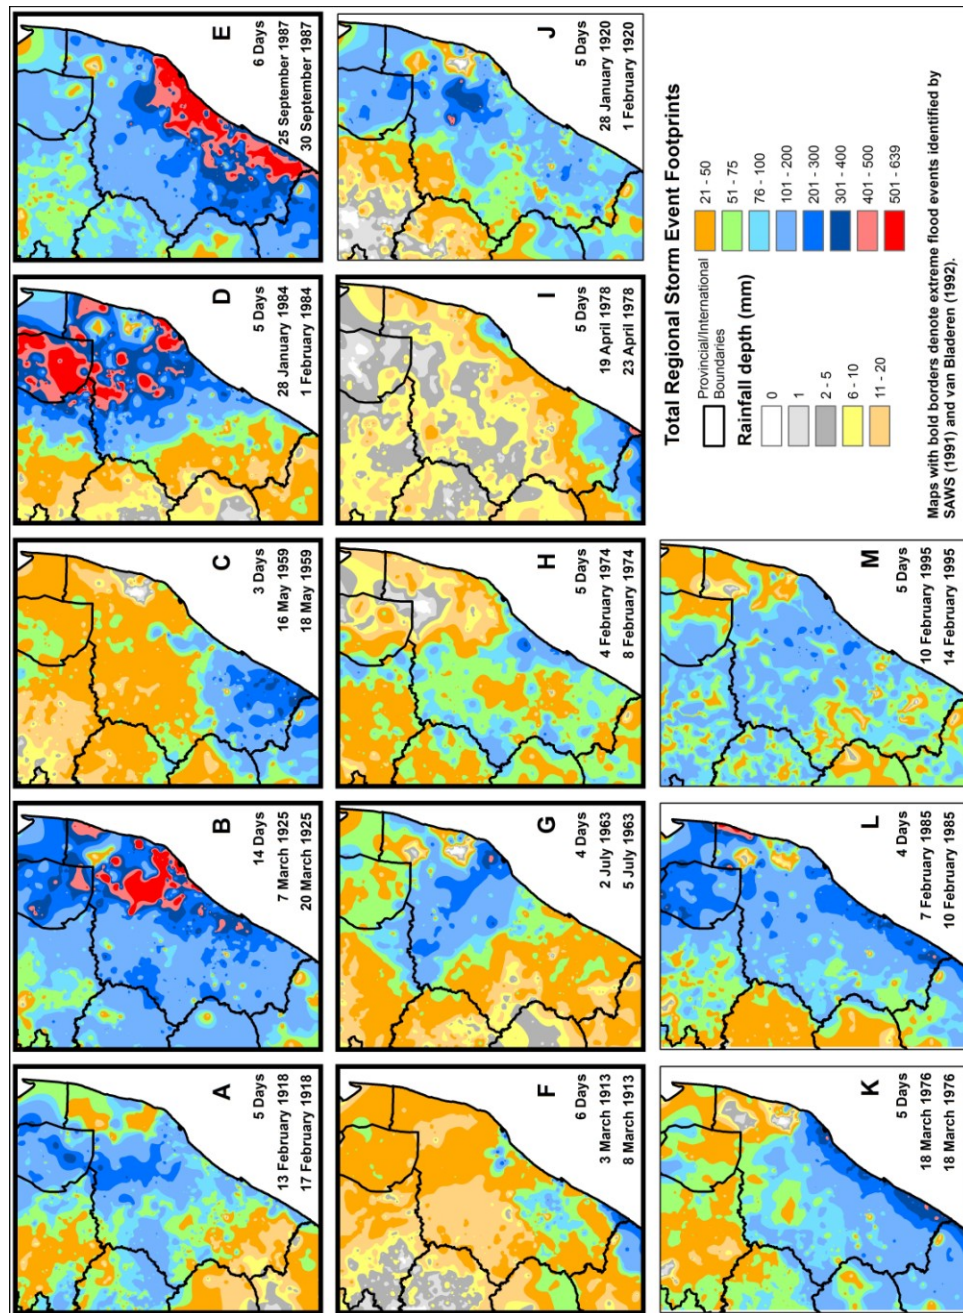 A
5 Days
13 February 1918
17 February 1918
B
14 Days
7 March 1925
20 March 1925
C
3 Days
16 May 1959
18 May 1959
D
5 Days
28 January 1984
1 February 1984
E
6 Days
25 September 1987
30 September 1987
F
6 Days
3 March 1913
8 March 1913
G
4 Days
2 July 1963
5 July 1963
H
5 Days
4 February 1974
8 February 1974
I
5 Days
19 April 1978
23 April 1978
J
5 Days
28 January 1920
1 February 1920
K
5 Days
18 March 1976
18 March 1976
L
4 Days
7 February 1985
10 February 1985
M
5 Days
10 February 1995
14 February 1995
Total Regional Storm Event Footprints
Provincial/International
Boundaries
Rainfall depth (mm)
0
1
2 - 5
6 - 10
11 - 20
21 - 50
51 - 75
76 - 100
101 - 200
201 - 300
301 - 400
401 - 500
501 - 639
Maps with bold borders denote extreme flood events identified by
SAWS (1991) and van Bladeren (1992).